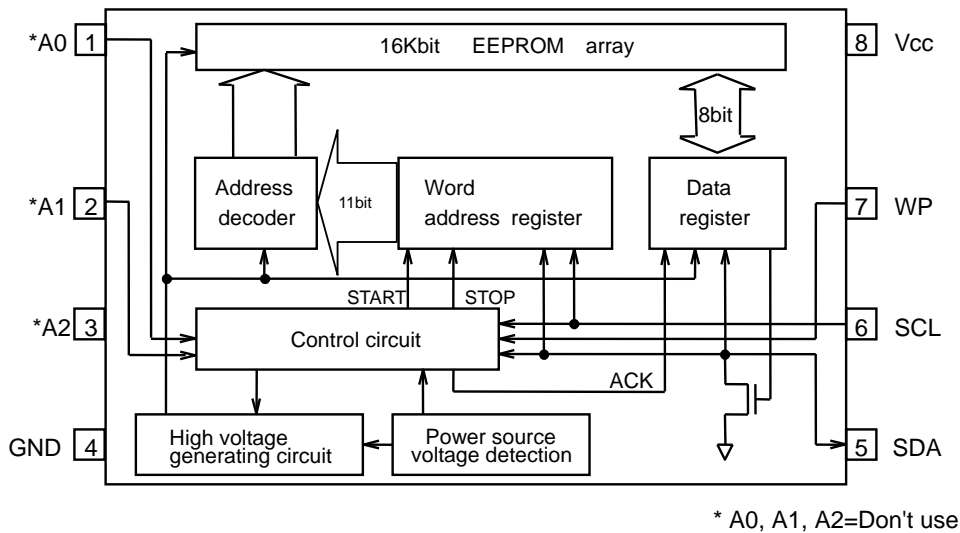 *A0 1
16Kbit EEPROM array
8 Vcc
8bit
*A1 2
Address
decoder
11bit
Word
address register
Data
register
7 WP
START STOP
*A2 3
Control circuit
6 SCL
ACK
GND 4
High voltage
generating circuit
Power source
voltage detection
5 SDA
* A0, A1, A2=Don't use